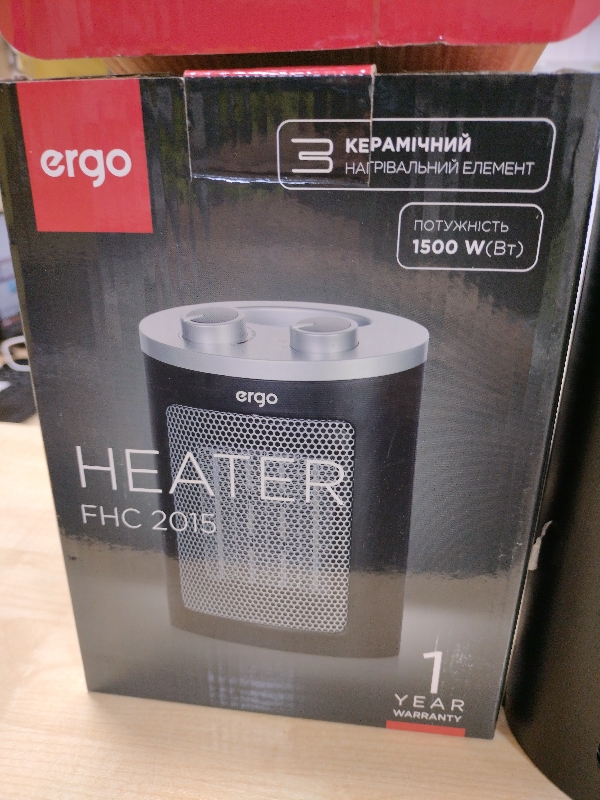 ergo
КЕРАМІЧНИЙ
НАГРІВАЛЬНИЙ ЕЛЕМЕНТ
ПОТУЖНІСТЬ
1500 W(Вт)
ergo
HEATER
FHC 2015
1
YEAR
WARRANTY